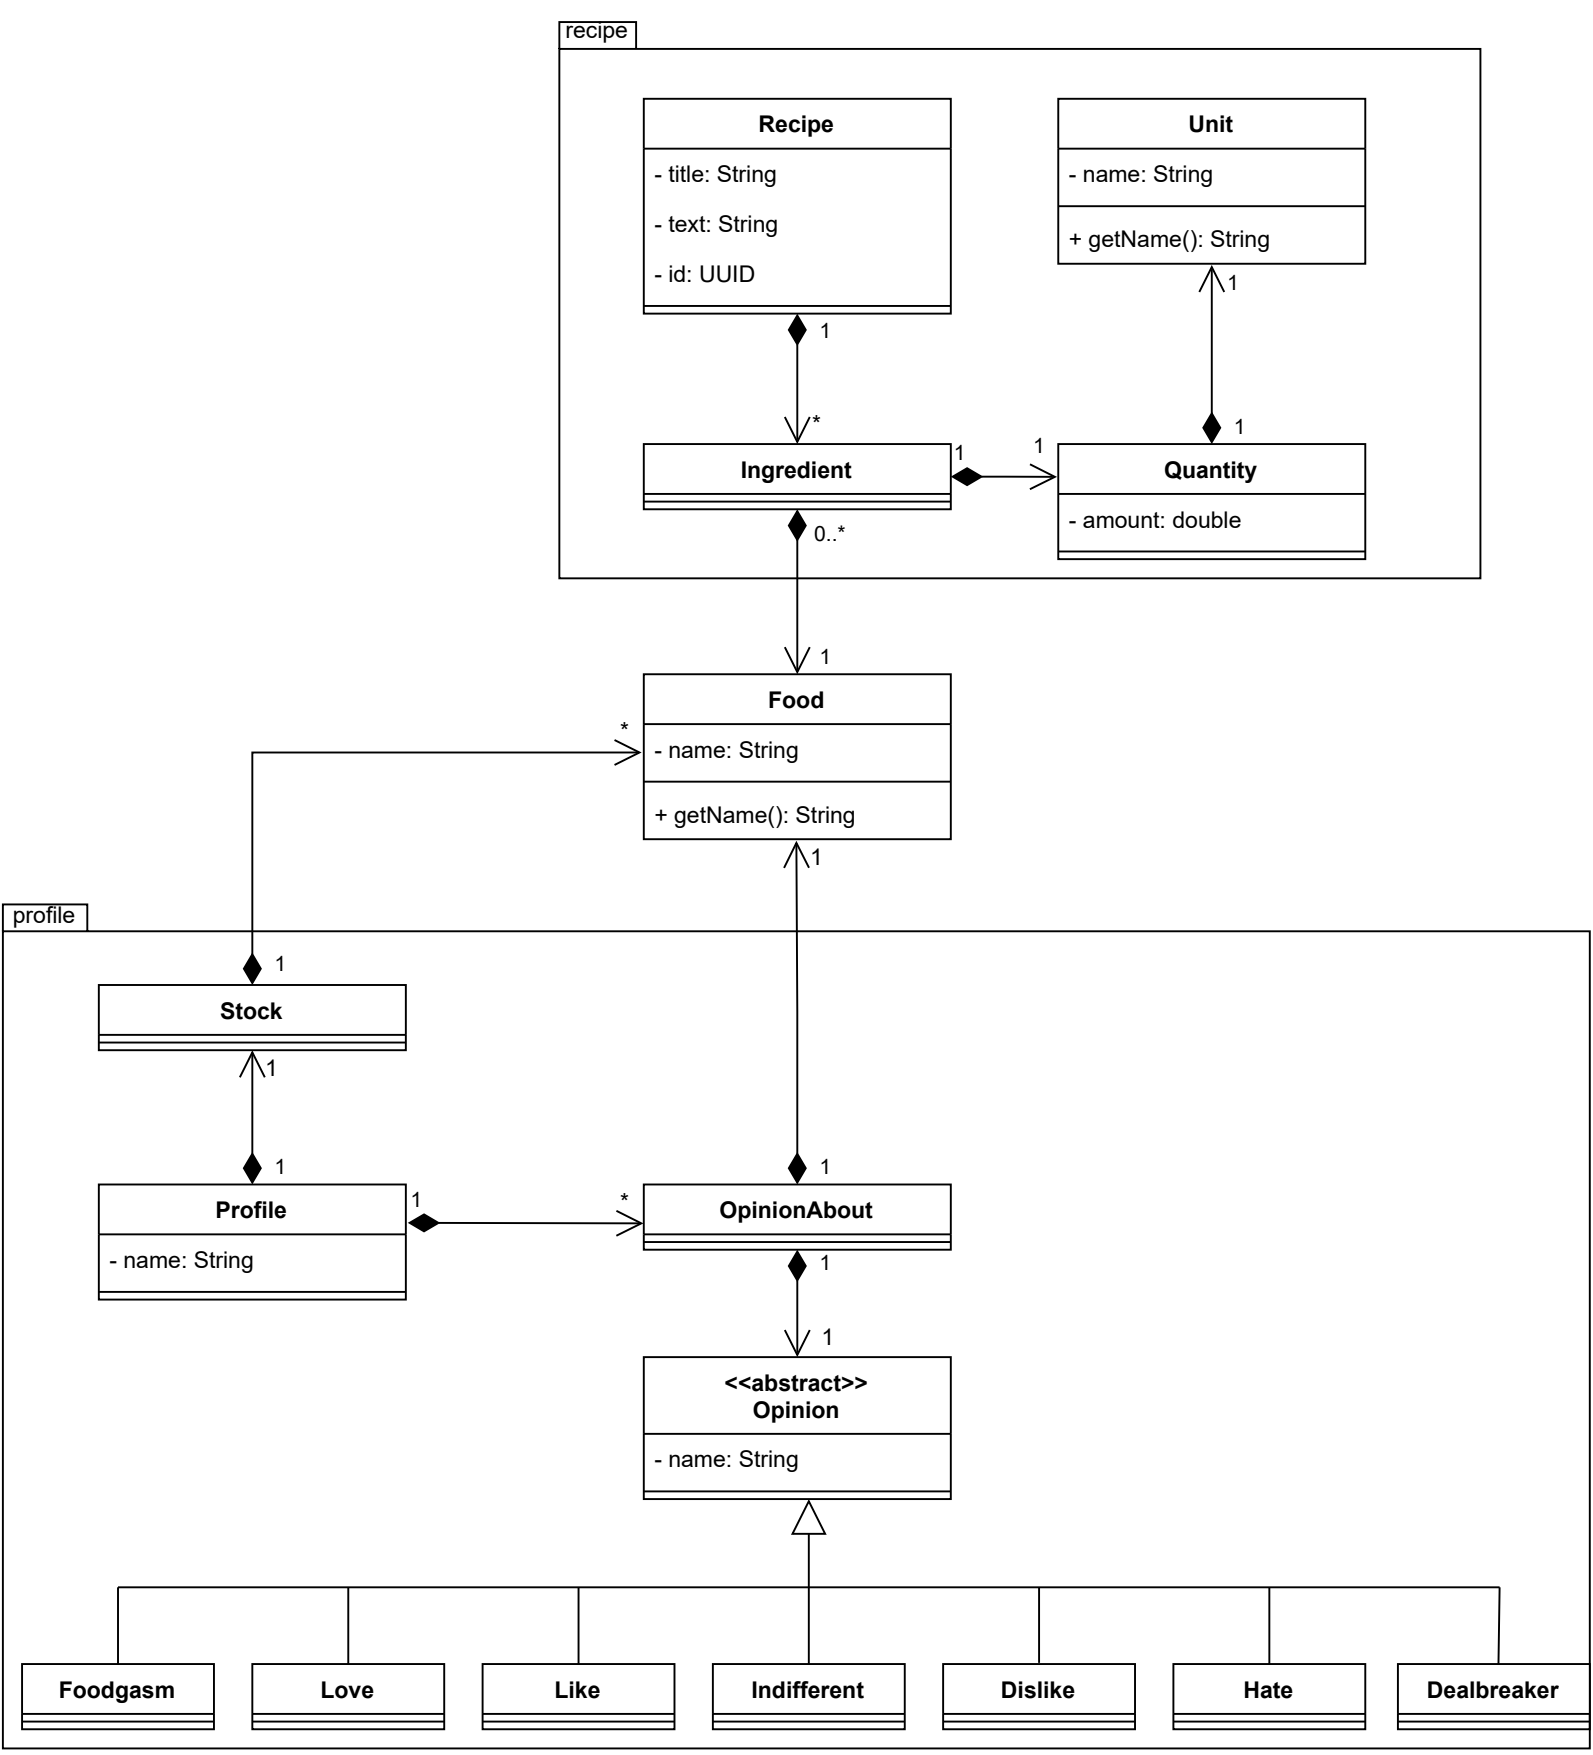 recipe
Recipe
- title: String
- text: String
- id: UUID
Unit
- name: String
+ getName(): String
1
1
*
1
Ingredient
1
1
Quantity
- amount: double
0..*
1
Food
- name: String
+ getName(): String
*
1
profile
1
Stock
1
1
1
Profile
- name: String
1
*
OpinionAbout
1
1
<<abstract>>
Opinion
- name: String
Foodgasm
Love
Like
Indifferent
Dislike
Hate
Dealbreaker